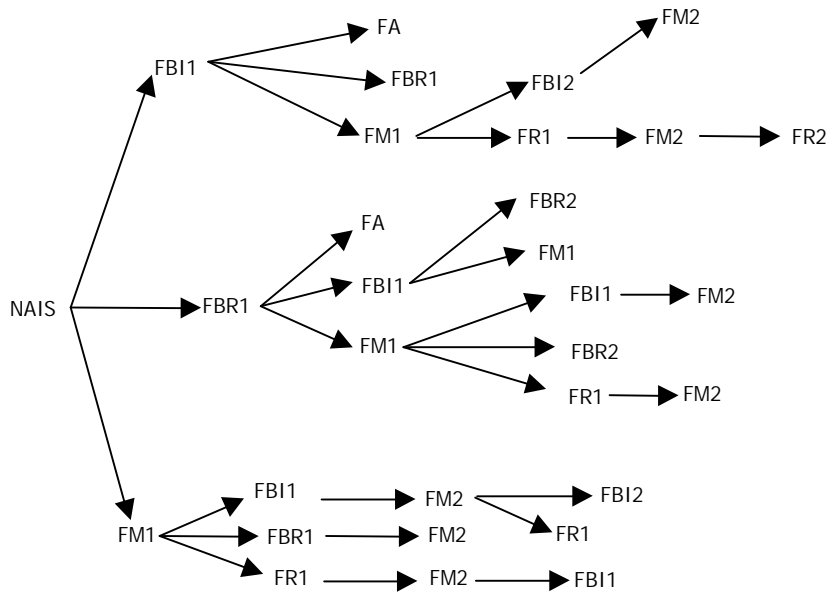 FM2
FA
FBI1
FBR1
FBI2
FM1
FR1 FM2 FR2
FBR2
FA
FM1
FBI1
FBI1 FM2
NAIS FBR1
FM1
FBR2
FR1 FM2
FBI1 FM2 FBI2
FM1 FBR1 FM2 FR1
FR1 FM2 FBI1